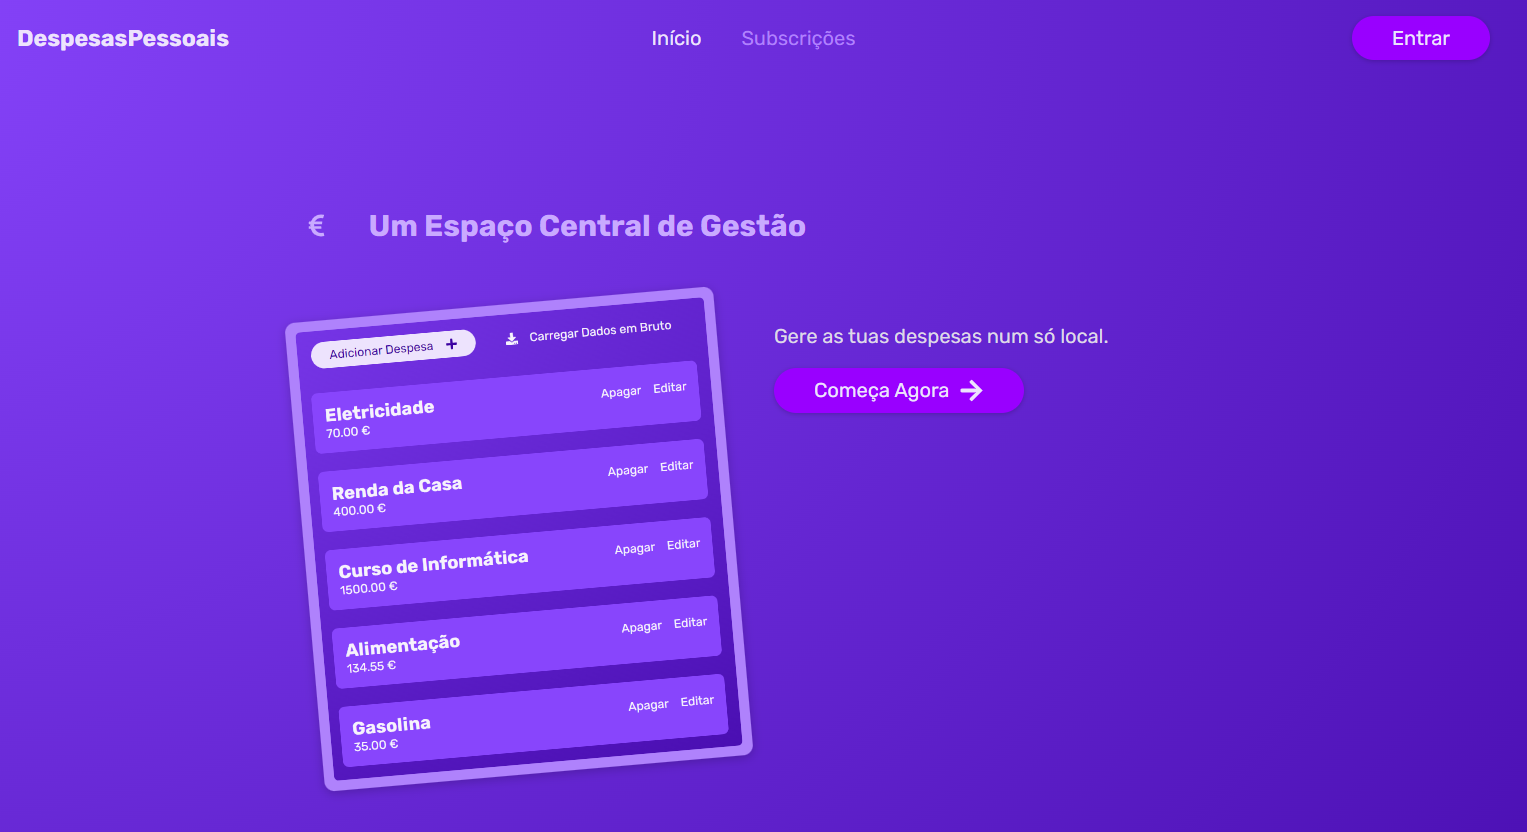 DespesasPessoais
Início
Subscrições
Entrar
€
Um Espaço Central de Gestão
Adicionar Despesa
Carregar Dados em Bruto
Eletricidade
70.00 €
Apagar
Editar
Renda da Casa
400.00 €
Apagar
Editar
Curso de Informática
1500.00 €
Apagar
Editar
Alimentação
134.55 €
Apagar
Editar
Gasolina
35.00 €
Apagar
Editar
Gere as tuas despesas num só local.
Começa Agora